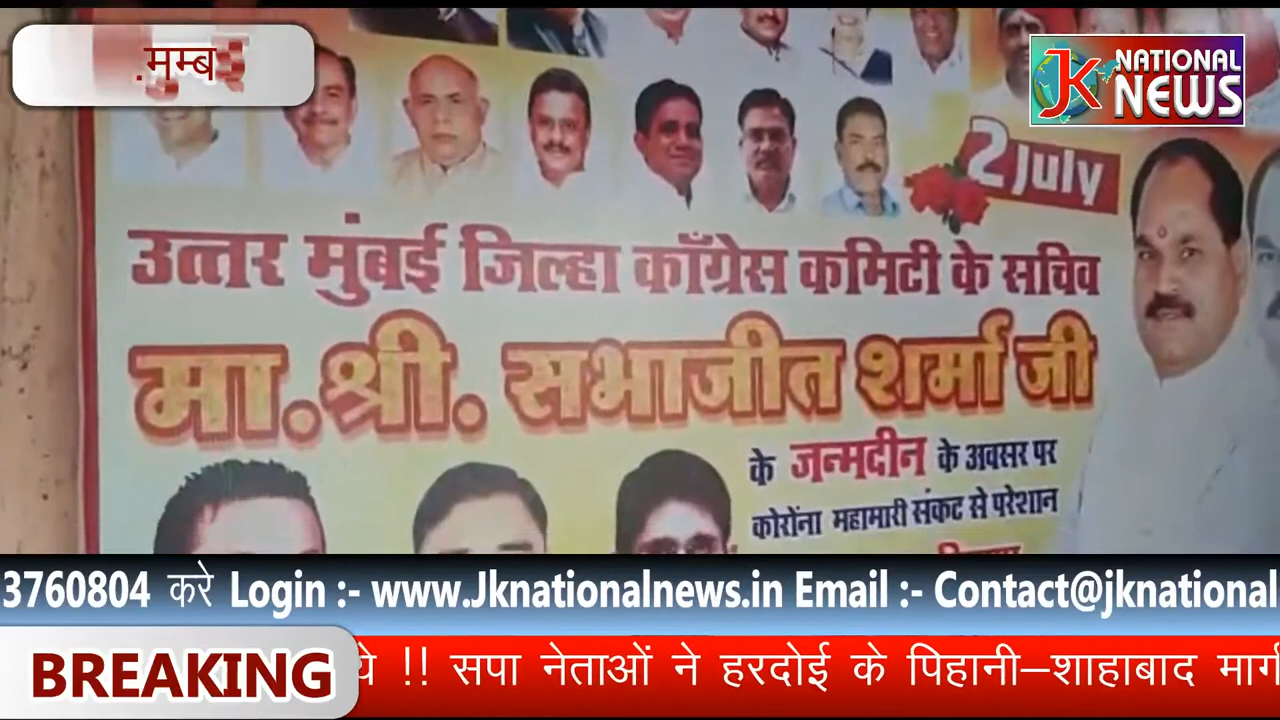 .मुम्ब
JK NATIONAL
NEWS
2 July
उत्तर मुंबई जिल्हा काँग्रेस कमिटी के सचिव
मा.श्री. सभाजीत शर्मा जी
के जन्मदीन के अवसर पर
कोरोंना महामारी संकट से परेशान
3760804 करे Login :- www.Jknationalnews.in Email :- Contact@jknational
BREAKING
ये !! सपा नेताओं ने हरदोई के पिहानी–शाहाबाद मार्ग